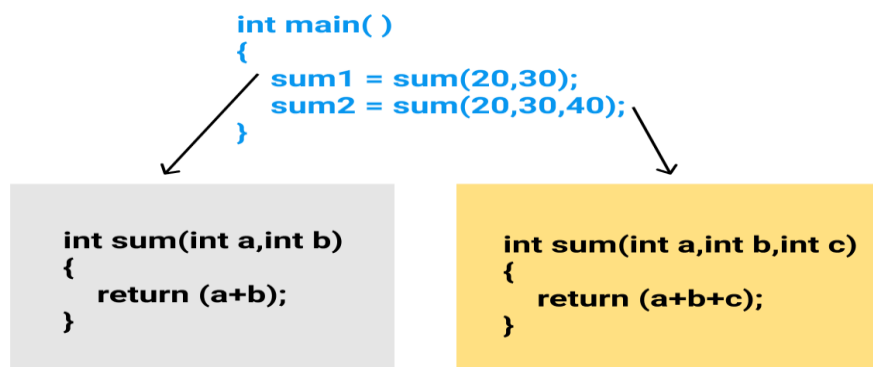 int main( )
{
sum1 = sum(20,30);
sum2 = sum(20,30,40);
}
int sum(int a,int b)
{
return (a+b);
}
int sum(int a,int b,int c)
{
return (a+b+c);
}